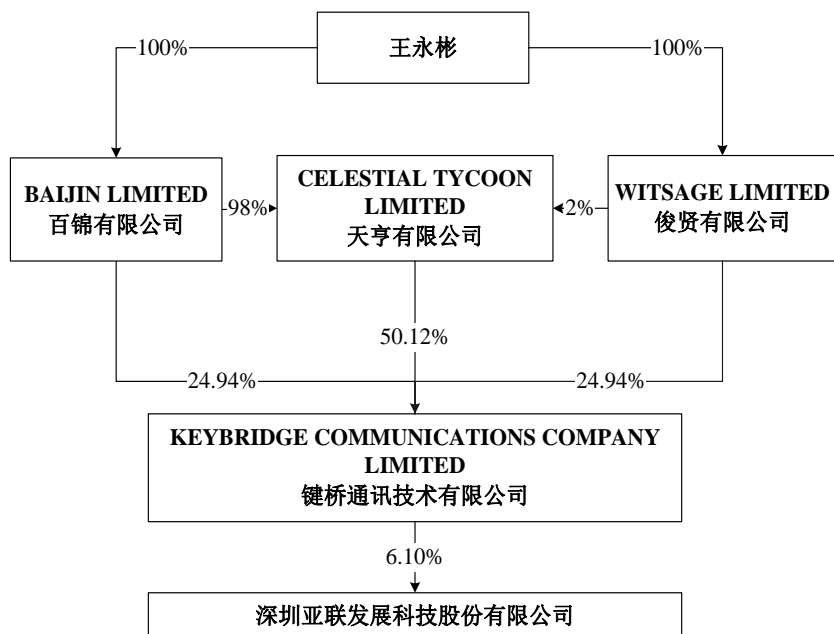 王永彬
100%
100%
BAIJIN LIMITED
百锦有限公司
98%
CELESTIAL TYCOON
LIMITED
天亨有限公司
2%
WITSAGE LIMITED
俊贤有限公司
50.12%
24.94%
24.94%
KEYBRIDGE COMMUNICATIONS COMPANY
LIMITED
键桥通讯技术有限公司
6.10%
深圳亚联发展科技股份有限公司